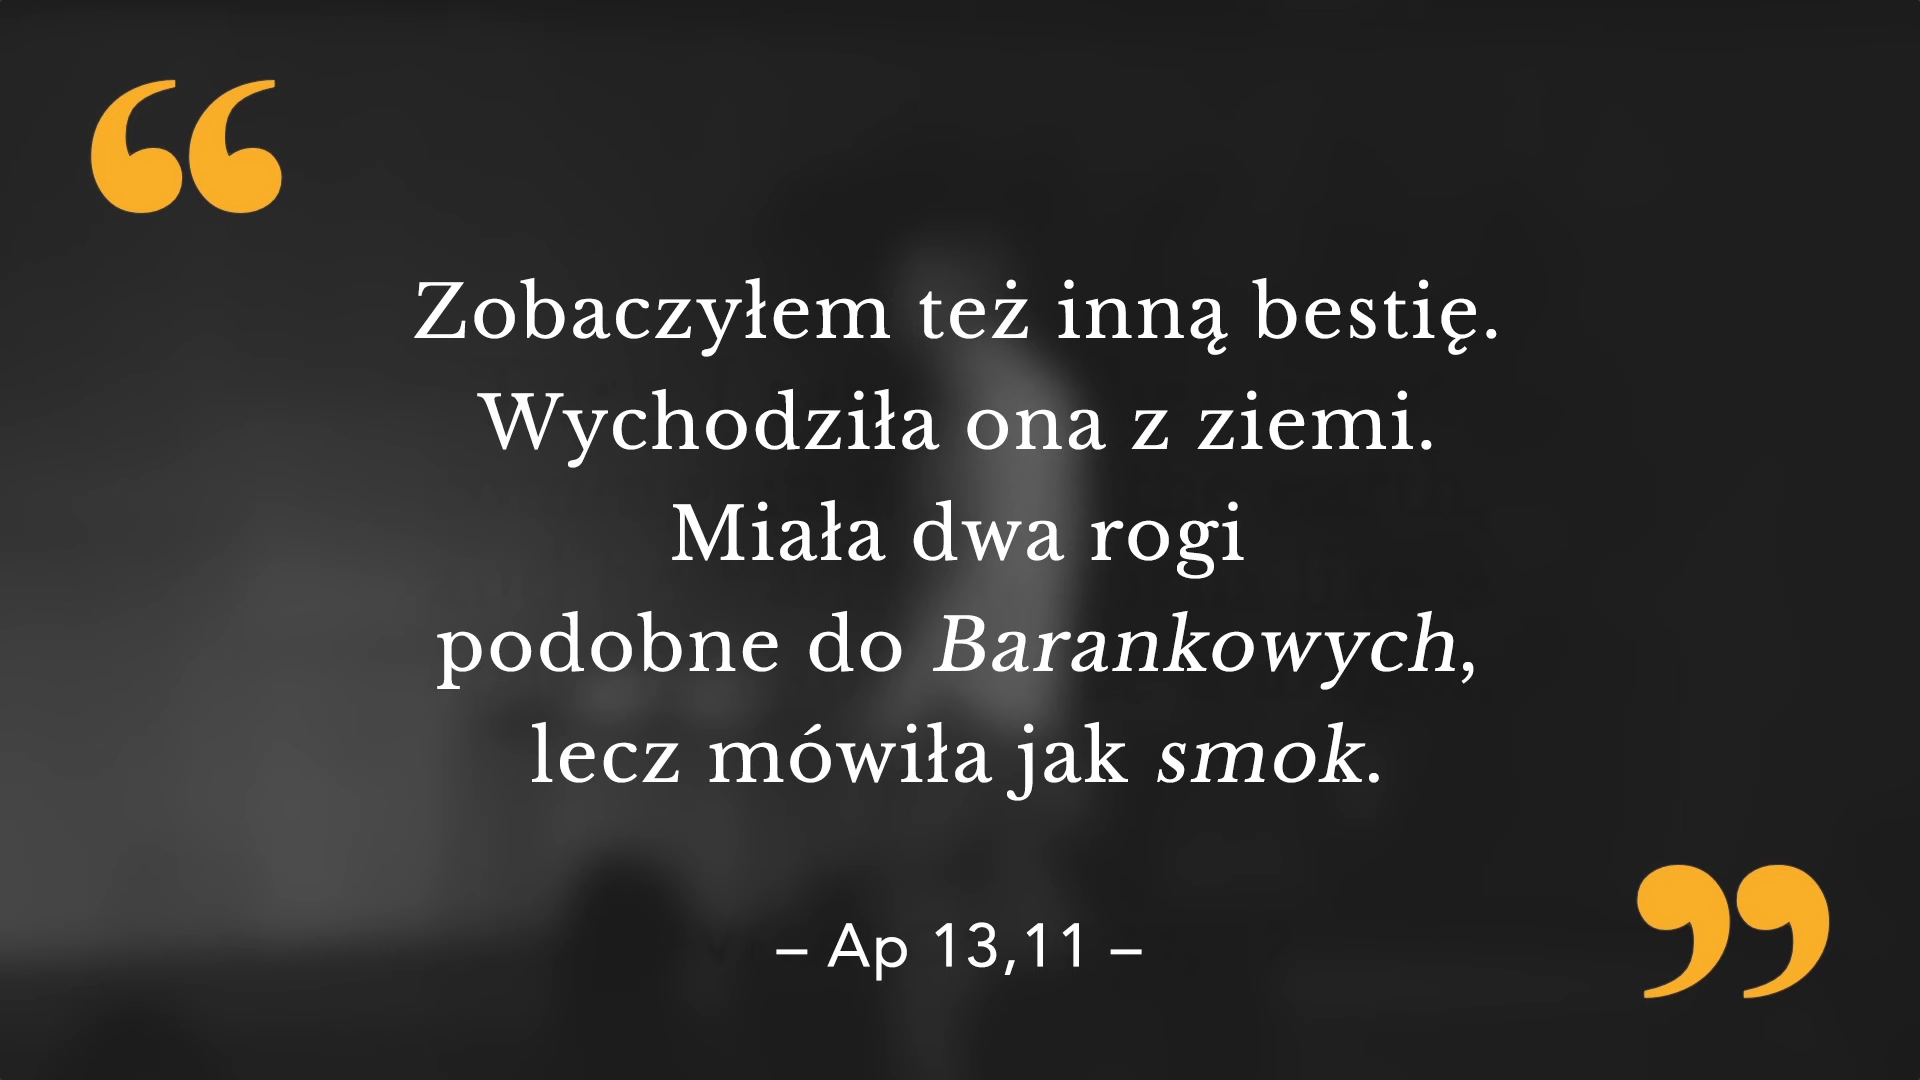 “
Zobaczyłem też inną bestię.
Wychodziła ona z ziemi.
Miała dwa rogi
podobne do Barankowych,
lecz mówiła jak smok.
– Ap 13,11 –
”